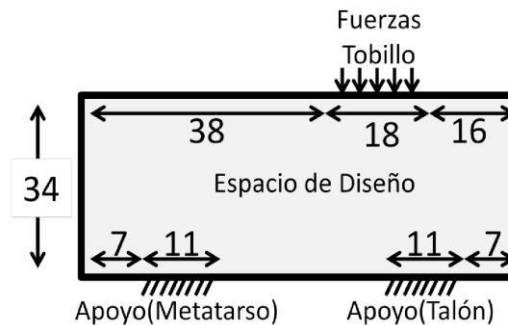 Fuerzas
Tobillo
38 18 16
34
Espacio de Diseño
7 11 11 7
Apoyo(Metatarso) Apoyo(Talón)